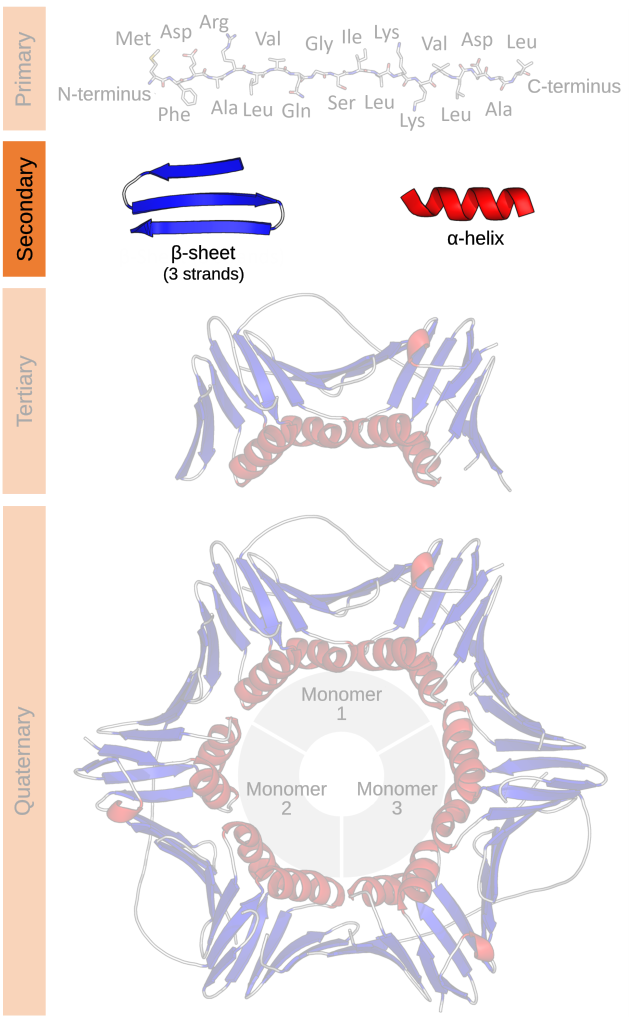 Primary
Met Asp Arg Val Gly Ile Lys Val Asp Leu
N-terminus C-terminus
Phe Ala Leu Gln Ser Leu Lys Leu Ala
Secondary
β-sheet
(3 strands)
α-helix
Tertiary
Quaternary
Monomer
1
Monomer
2
Monomer
3